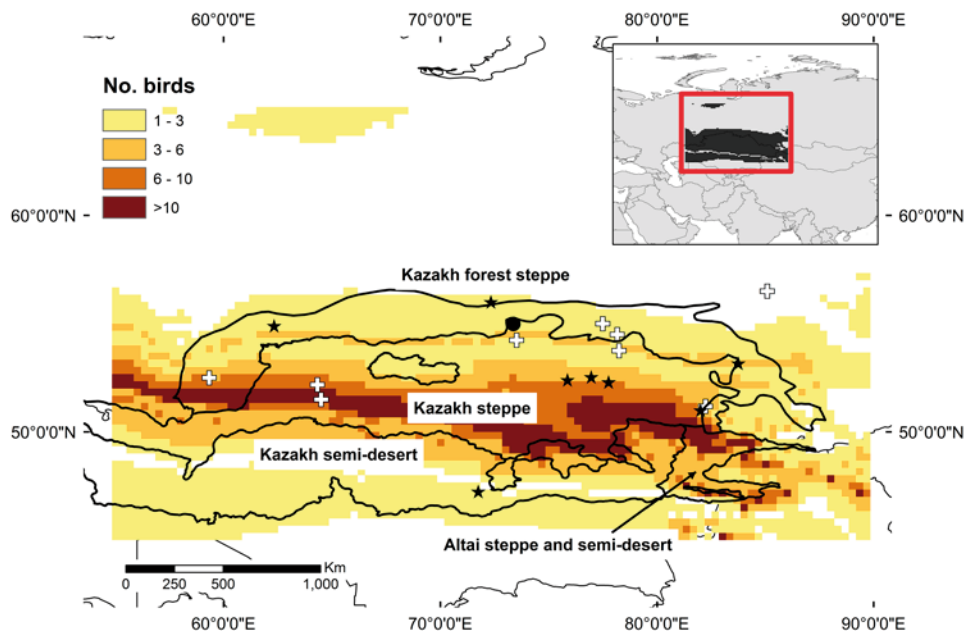 60°0'0"E 70°0'0"E 80°0'0"E 90°0'0"E
No. birds
1 - 3
3 - 6
6 - 10
>10
60°0'0"N 60°0'0"N
Kazakh forest steppe
Kazakh steppe
50°0'0"N 50°0'0"N
Kazakh semi-desert
Altai steppe and semi-desert
Km
0 250 500 1,000
60°0'0"E 70°0'0"E 80°0'0"E 90°0'0"E